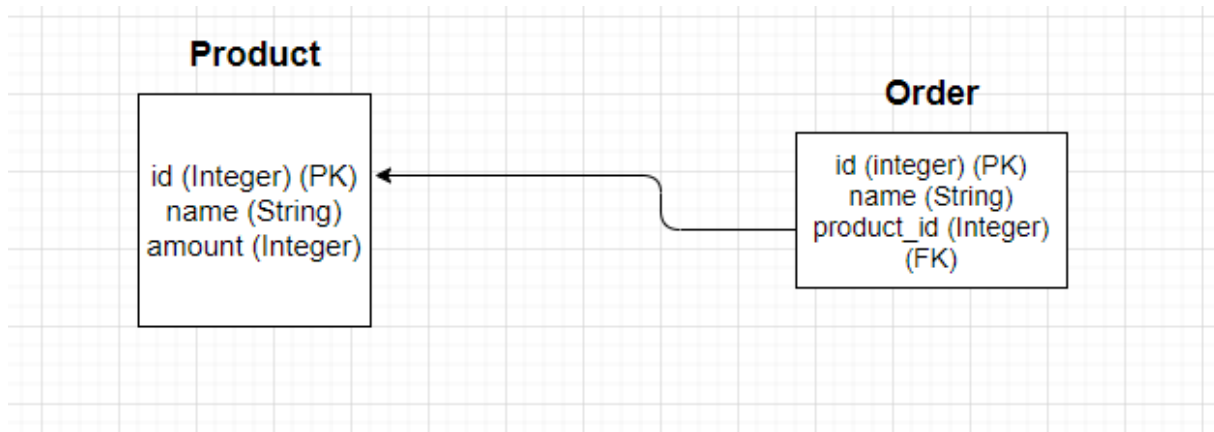 Product
id (Integer) (PK)
name (String)
amount (Integer)
Order
id (integer) (PK)
name (String)
product_id (Integer)
(FK)